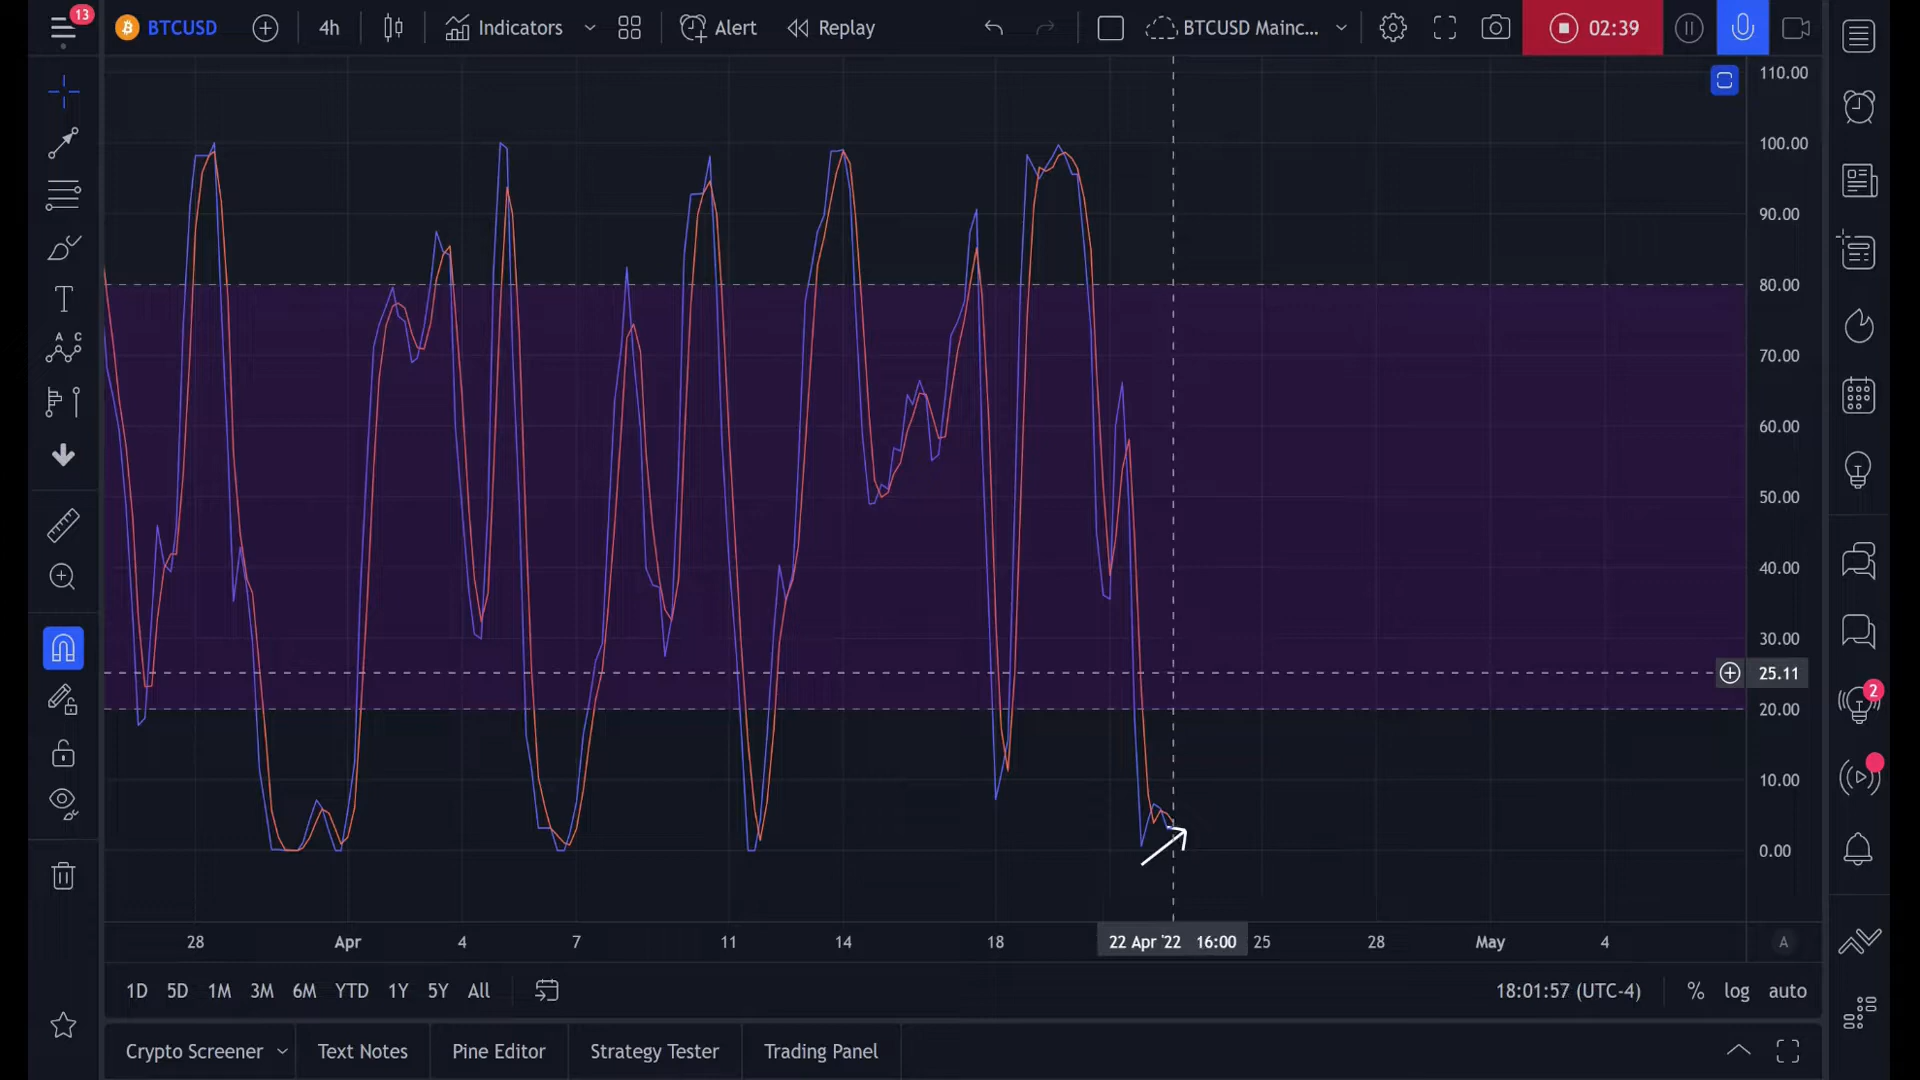 13
BTCUSD
4h
Indicators
Alert
Replay
BTCUSD Mainc...
02:39
110.00
100.00
90.00
80.00
70.00
60.00
50.00
40.00
30.00
25.11
20.00
10.00
0.00
2
28
Apr
4
7
11
14
18
22 Apr '22 16:00
25
28
May
4
A
1D
5D
1M
3M
6M
YTD
1Y
5Y
All
18:01:57 (UTC-4)
%
log
auto
Crypto Screener
Text Notes
Pine Editor
Strategy Tester
Trading Panel